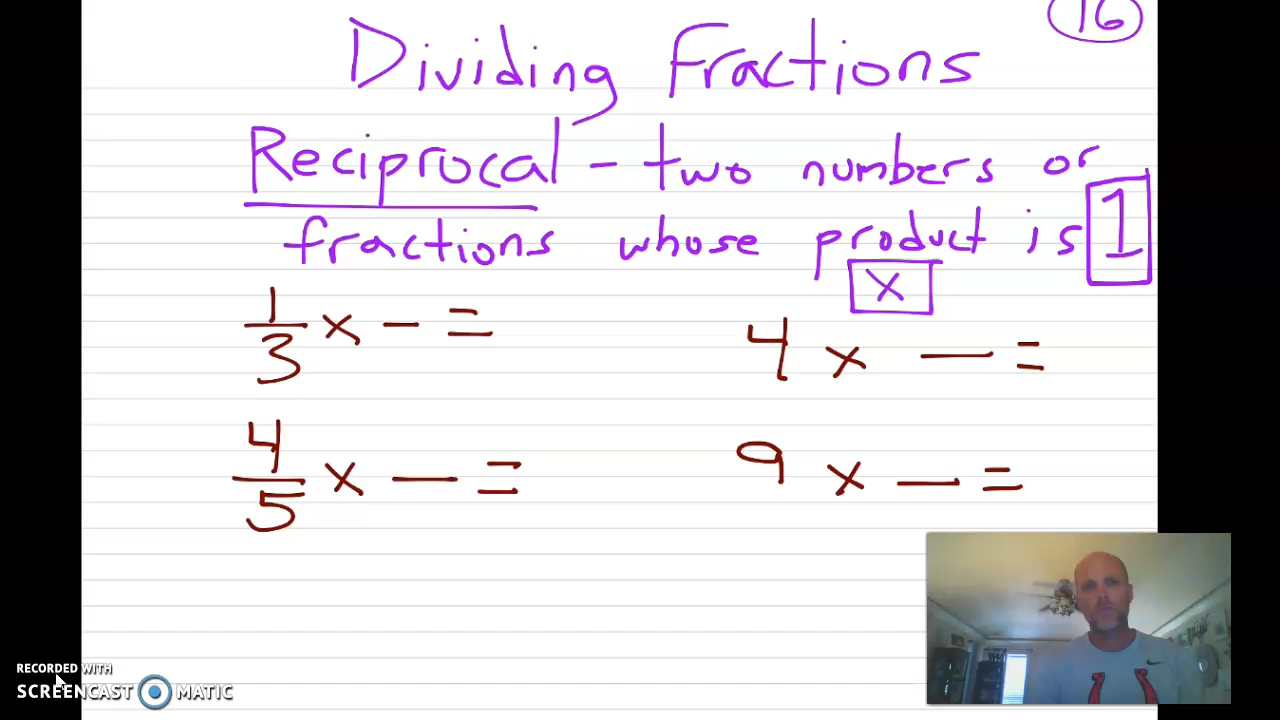 16
Dividing Fractions
Reciprocal - two numbers or
fractions whose product is 1
x
1/3 x — =
4 x — =
4/5 x — =
9 x — =
RECORDED WITH
SCREENCAST MATIC